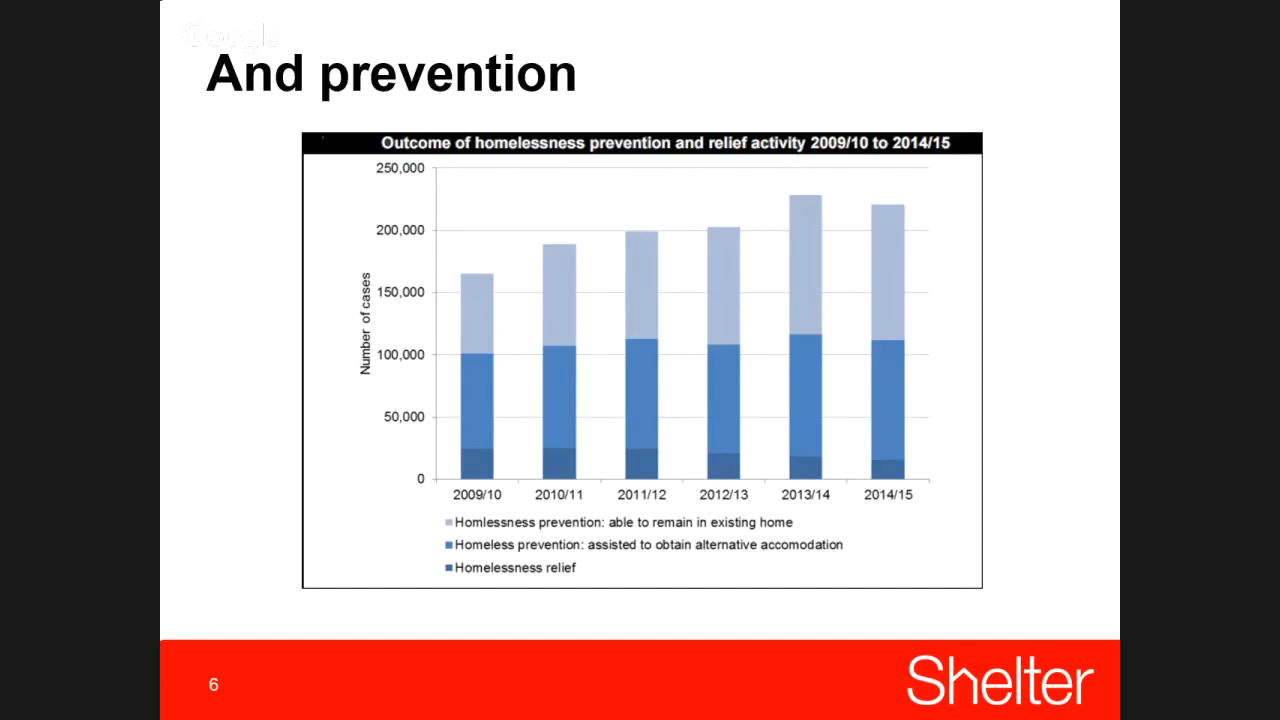 Google
And prevention
Outcome of homelessness prevention and relief activity 2009/10 to 2014/15
250,000
200,000
150,000
100,000
50,000
0
Number of cases
2009/10 2010/11 2011/12 2012/13 2013/14 2014/15
Homlessness prevention: able to remain in existing home
Homeless prevention: assisted to obtain alternative accomodation
Homelessness relief
6
Shelter